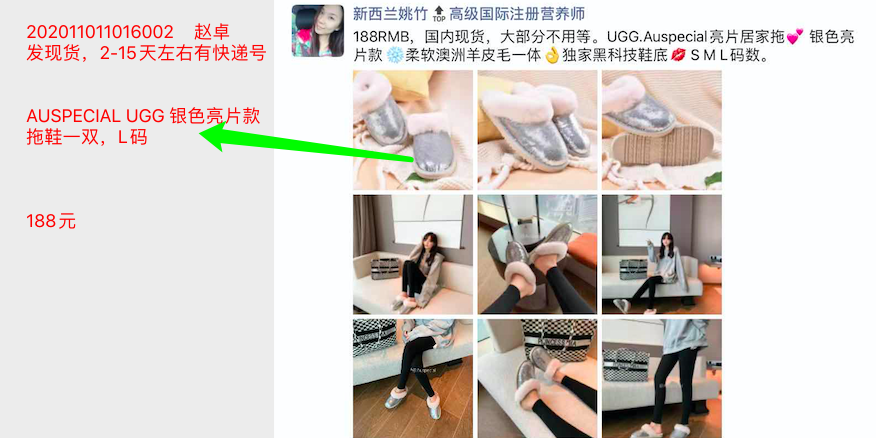 202011011016002 赵卓
发现货，2-15天左右有快递号
AUSPECIAL UGG 银色亮片款
拖鞋一双，L码
188元
新西兰姚竹🔝高级国际注册营养师
188RMB，国内现货，大部分不用等。UGG.Auspecial亮片居家拖💕 银色亮
片款❄️柔软澳洲羊皮毛一体👌独家黑科技鞋底💋S M L码数。